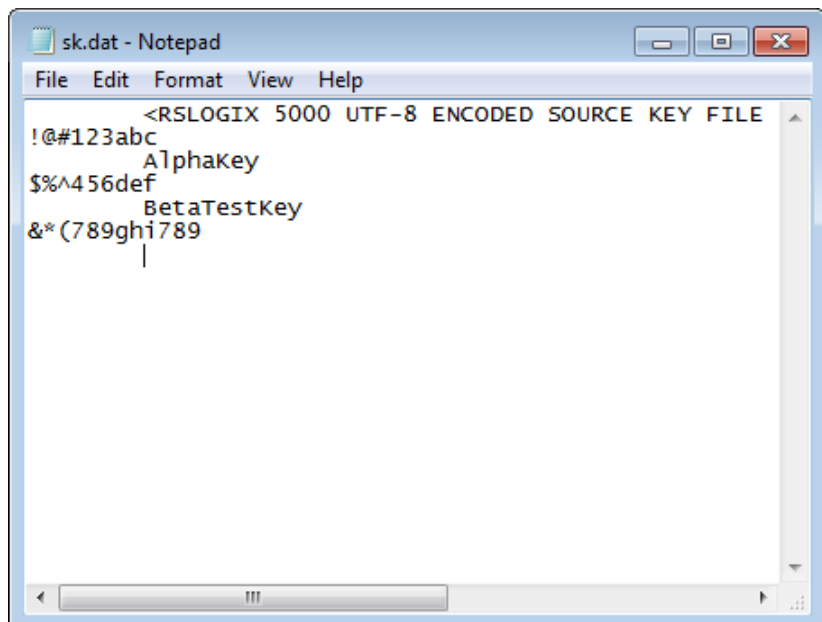 sk.dat - Notepad
File Edit Format View Help
<RSLOGIX 5000 UTF-8 ENCODED SOURCE KEY FILE
!@#123abc
AlphaKey
$%^456def
BetaTestKey
&*(789ghi789